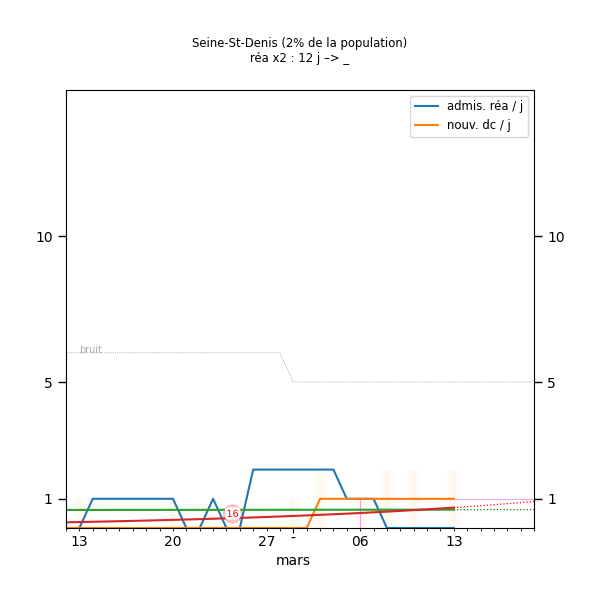 Seine-St-Denis (2% de la population)
réa x2 : 12 j –> _
admis. réa / j
nouv. dc / j
10 10
bruit
5 5
1 1
16
13 20 27 - 06 13
mars